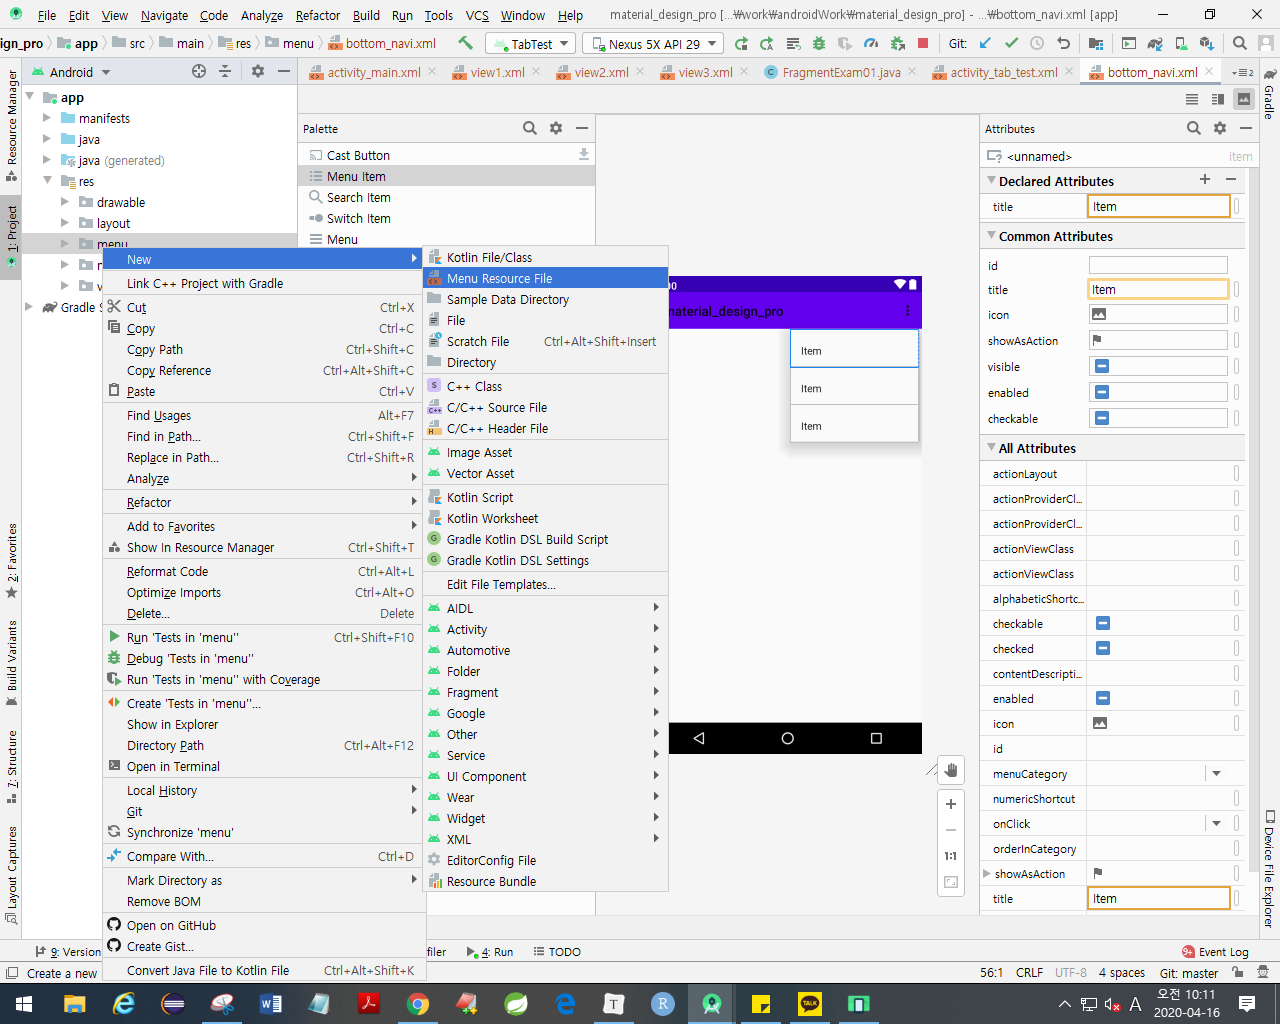 File Edit View Navigate Code Analyze Refactor Build Run Tools VCS Window Help material_design_pro [...￦work￦androidWork￦material_design_pro] - ...￦bottom_navi.xml [app]
ign_pro app src main res menu bottom_navi.xml TabTest Nexus 5X API 29 Git:
Android
activity_main.xml view1.xml view2.xml view3.xml FragmentExam01.java activity_tab_test.xml bottom_navi.xml 2
Resource Manager
1: Project
2: Favorites
Build Variants
7: Structure
Layout Captures
app
manifests
java
java (generated)
res
drawable
layout
menu
Gradle S
Palette
Cast Button
Menu Item
Search Item
Switch Item
Menu
New
Link C++ Project with Gradle
Cut Ctrl+X
Copy Ctrl+C
Copy Path Ctrl+Shift+C
Copy Reference Ctrl+Alt+Shift+C
Paste Ctrl+V
Find Usages Alt+F7
Find in Path... Ctrl+Shift+F
Replace in Path... Ctrl+Shift+R
Analyze
Refactor
Add to Favorites
Show In Resource Manager Ctrl+Shift+T
Reformat Code Ctrl+Alt+L
Optimize Imports Ctrl+Alt+O
Delete... Delete
Run 'Tests in 'menu'' Ctrl+Shift+F10
Debug 'Tests in 'menu''
Run 'Tests in 'menu'' with Coverage
Create 'Tests in 'menu''...
Show in Explorer
Directory Path Ctrl+Alt+F12
Open in Terminal
Local History
Git
Synchronize 'menu'
Compare With... Ctrl+D
Mark Directory as
Remove BOM
Open on GitHub
Create Gist...
Convert Java File to Kotlin File Ctrl+Alt+Shift+K
Kotlin File/Class
Menu Resource File
Sample Data Directory
File
Scratch File Ctrl+Alt+Shift+Insert
Directory
C++ Class
C/C++ Source File
C/C++ Header File
Image Asset
Vector Asset
Kotlin Script
Kotlin Worksheet
Gradle Kotlin DSL Build Script
Gradle Kotlin DSL Settings
Edit File Templates...
AIDL
Activity
Automotive
Folder
Fragment
Google
Other
Service
UI Component
Wear
Widget
XML
EditorConfig File
Resource Bundle
material_design_pro
Item
Item
Item
1:1
Attributes
<unnamed> item
Declared Attributes
title Item
Common Attributes
id
title Item
icon
showAsAction
visible
enabled
checkable
All Attributes
actionLayout
actionProviderCl...
actionProviderCl...
actionViewClass
actionViewClass
alphabeticShortc...
checkable
checked
contentDescripti...
enabled
icon
id
menuCategory
numericShortcut
onClick
orderInCategory
showAsAction
title Item
Gradle
Device File Explorer
9: Version filer 4: Run TODO 9+ Event Log
Create a new 56:1 CRLF UTF-8 4 spaces Git: master
TALK
A 오전 10:11
2020-04-16